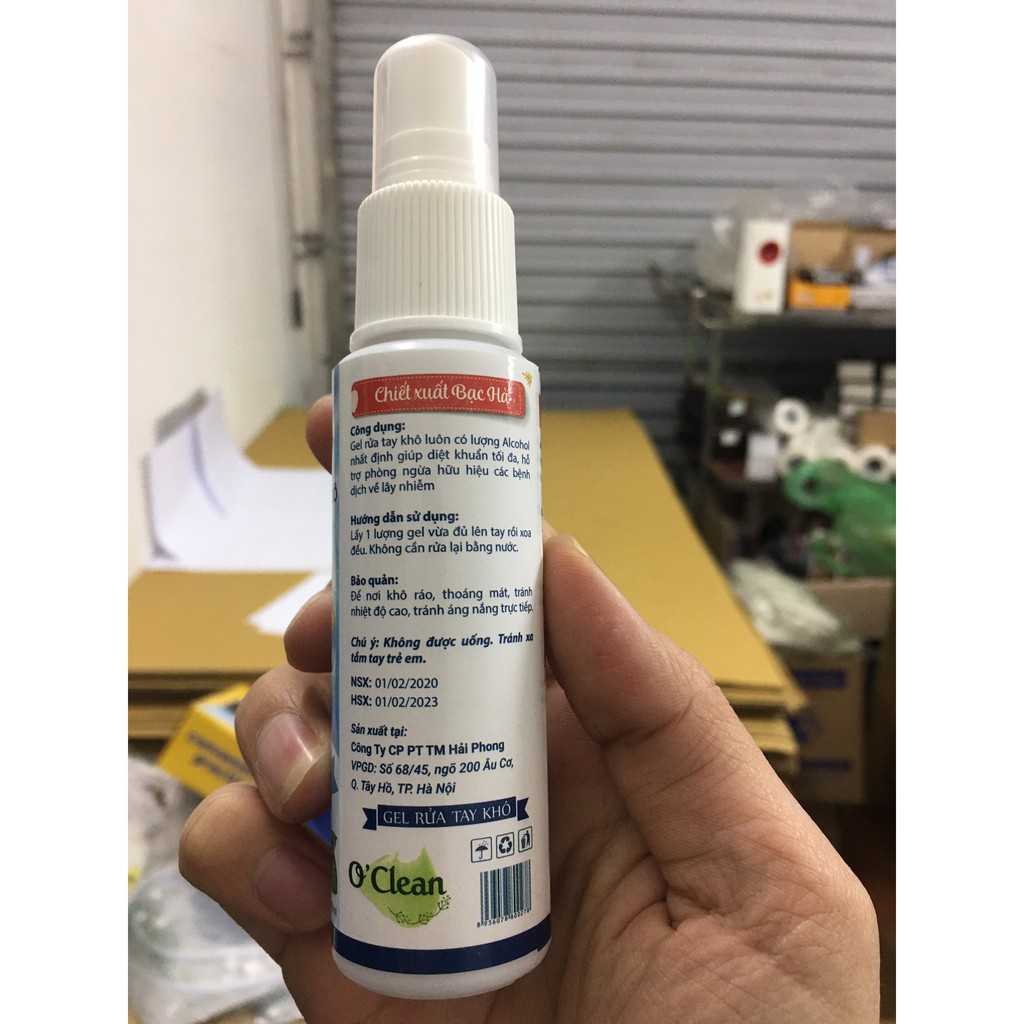 Chiết xuất Bạc Hà
Công dụng:
Gel rửa tay khô luôn có lượng Alcohol
nhất định giúp diệt khuẩn tối đa, hỗ
trợ phòng ngừa hữu hiệu các bệnh
dịch về lây nhiễm
Hướng dẫn sử dụng:
Lấy 1 lượng gel vừa đủ lên tay rồi xoa
đều. Không cần rửa lại bằng nước.
Bảo quản:
Để nơi khô ráo, thoáng mát, tránh
nhiệt độ cao, tránh áng nắng trực tiếp.
Chú ý: Không được uống. Tránh xa
tầm tay trẻ em.
NSX: 01/02/2020
HSX: 01/02/2023
Sản xuất tại:
Công Ty CP PT TM Hải Phong
VPGD: Số 68/45, ngõ 200 Âu Cơ,
Q. Tây Hồ, TP. Hà Nội
GEL RỬA TAY KHÔ
O'Clean